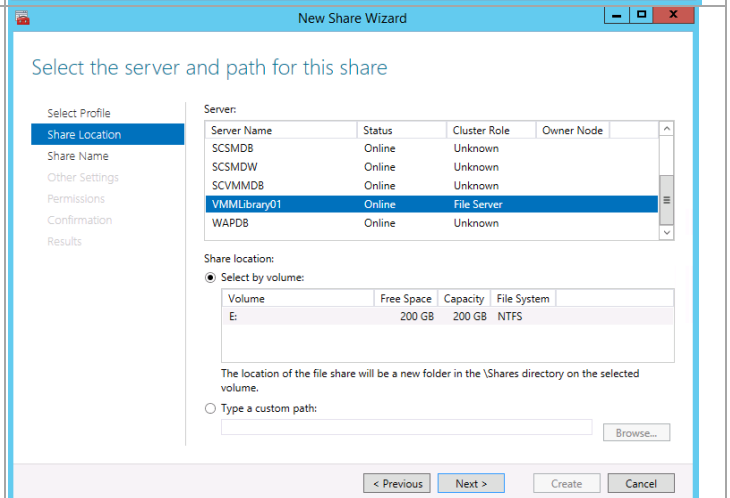 New Share Wizard
Select the server and path for this share
Select Profile
Share Location
Share Name
Other Settings
Permissions
Confirmation
Results
Server:
Server Name Status Cluster Role Owner Node
SCSMDB Online Unknown
SCSMDW Online Unknown
SCVMMDB Online Unknown
VMMLibrary01 Online File Server
WAPDB Online Unknown
Share location:
Select by volume:
Volume Free Space Capacity File System
E: 200 GB 200 GB NTFS
The location of the file share will be a new folder in the \Shares directory on the selected
volume.
Type a custom path:
Browse...
< Previous Next > Create Cancel